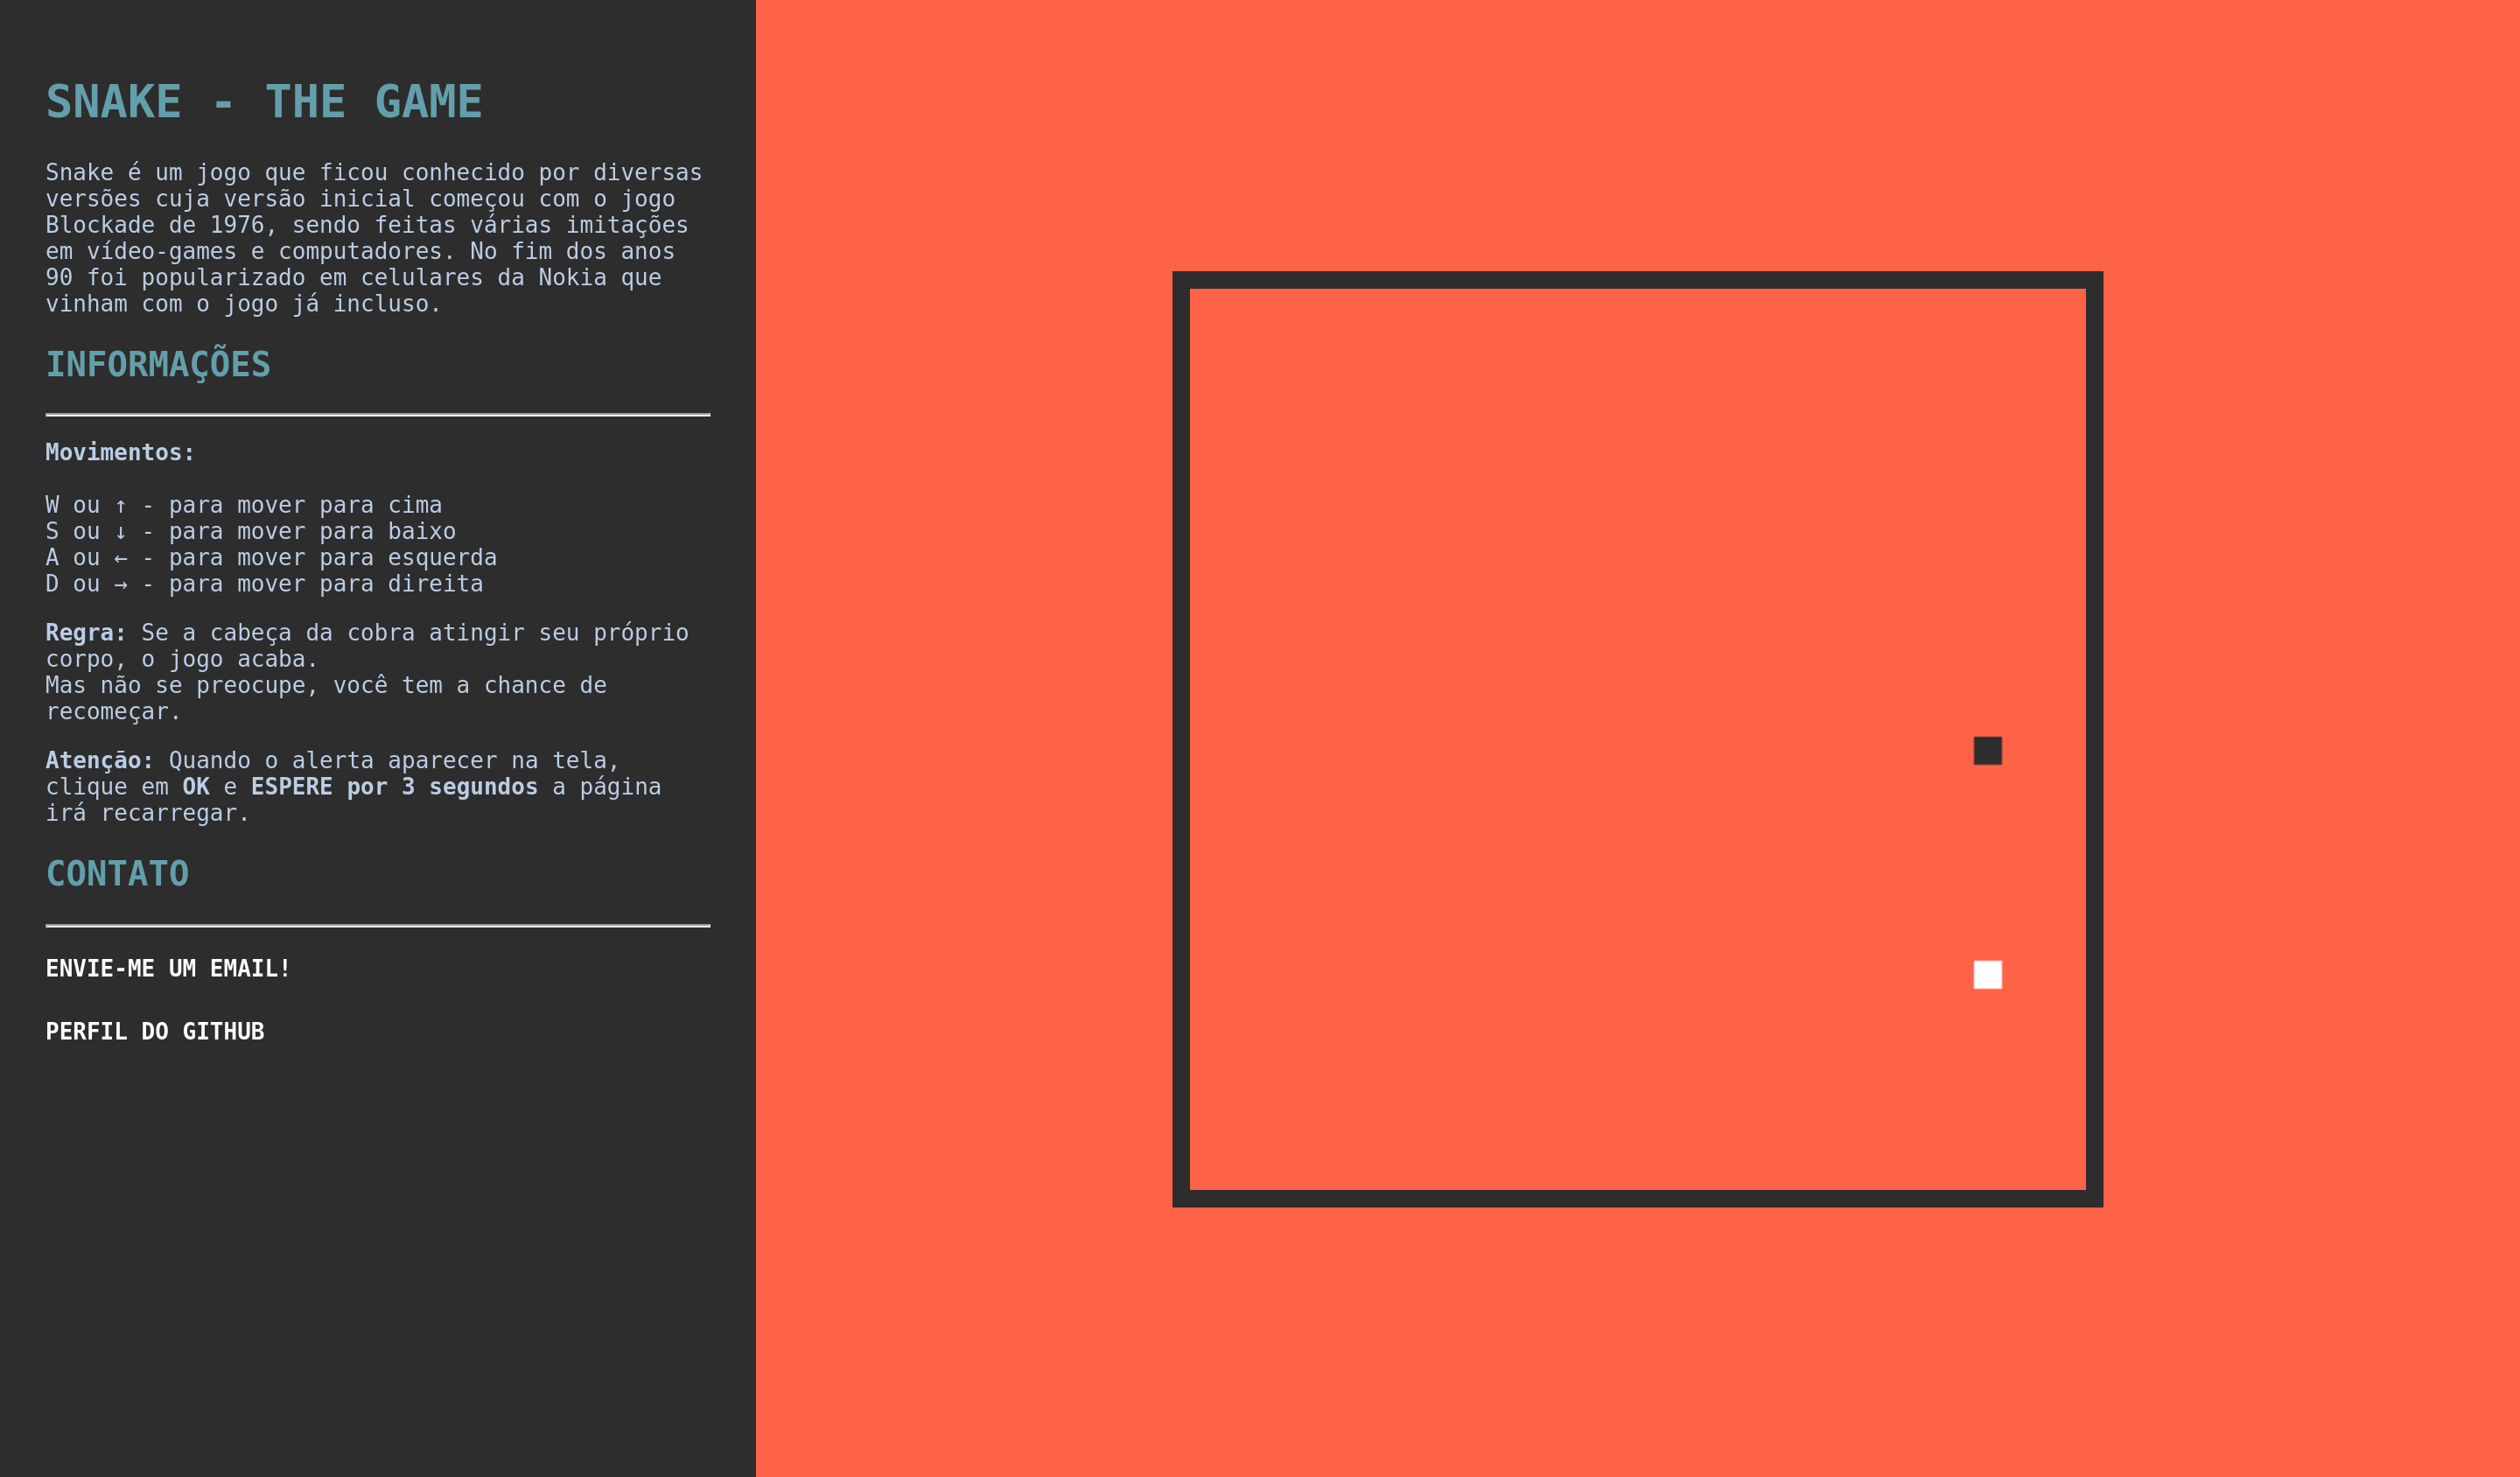 SNAKE - THE GAME
Snake é um jogo que ficou conhecido por diversas
versões cuja versão inicial começou com o jogo
Blockade de 1976, sendo feitas várias imitações
em vídeo-games e computadores. No fim dos anos
90 foi popularizado em celulares da Nokia que
vinham com o jogo já incluso.
INFORMAÇÕES
Movimentos:
W ou ↑ - para mover para cima
S ou ↓ - para mover para baixo
A ou ← - para mover para esquerda
D ou → - para mover para direita
Regra: Se a cabeça da cobra atingir seu próprio
corpo, o jogo acaba.
Mas não se preocupe, você tem a chance de
recomeçar.
Atenção: Quando o alerta aparecer na tela,
clique em OK e ESPERE por 3 segundos a página
irá recarregar.
CONTATO
ENVIE-ME UM EMAIL!
PERFIL DO GITHUB